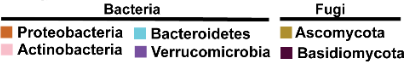 Bacteria Fugi
Proteobacteria Bacteroidetes Ascomycota
Actinobacteria Verrucomicrobia Basidiomycota